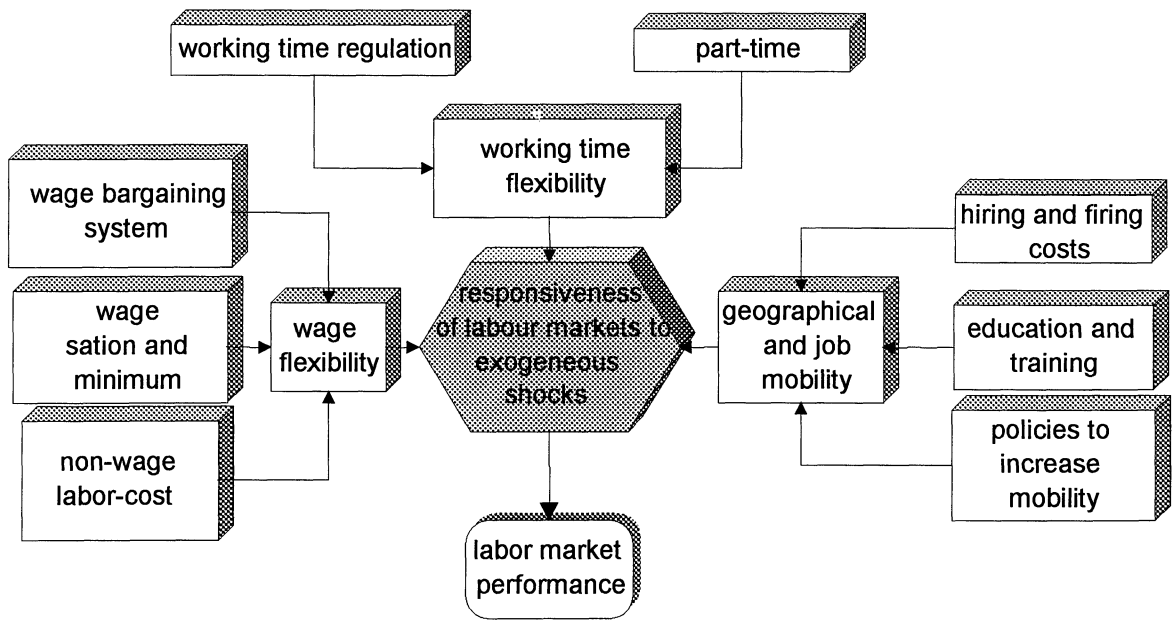 working time regulation
part-time
working time
flexibility
wage bargaining
system
hiring and firing
costs
wage
sation and
minimum
wage
flexibility
responsiveness
of labour markets to
exogeneous
shocks
geographical
and job
mobility
education and
training
non-wage
labor-cost
policies to
increase
mobility
labor market
performance